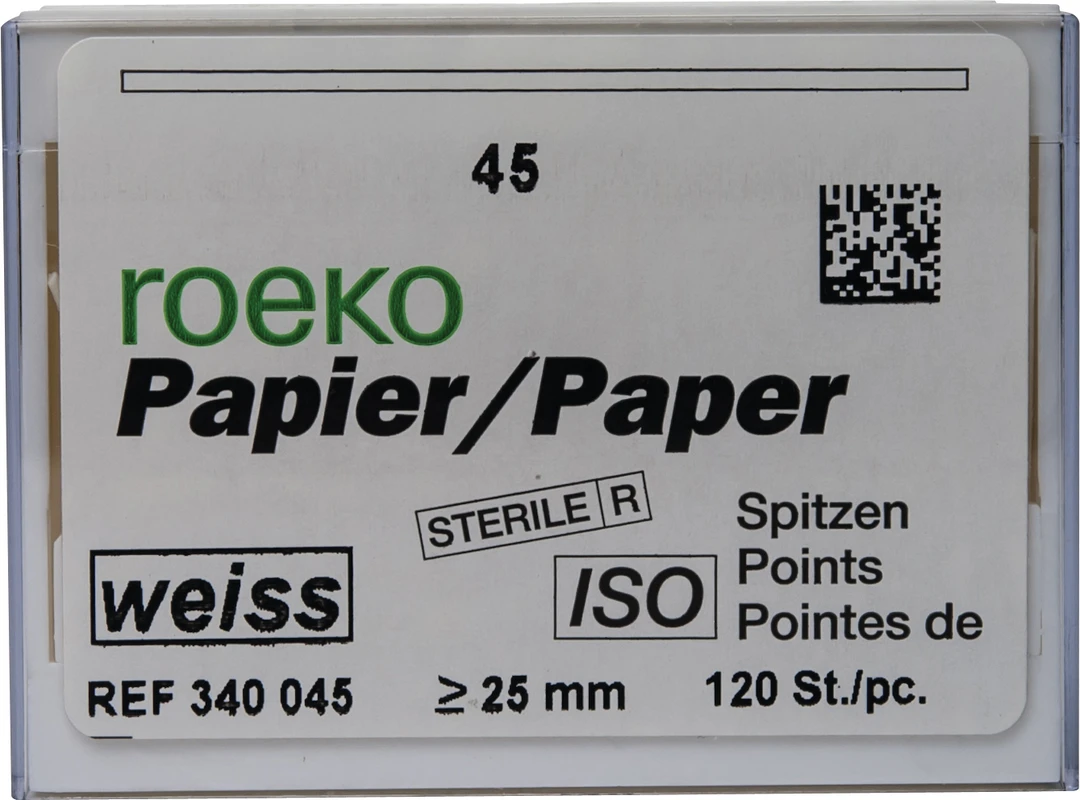 45
roeko
Papier/Paper
STERILE R
Spitzen
Points
Pointes de
weiss
ISO
REF 340 045
≥ 25 mm
120 St./pc.